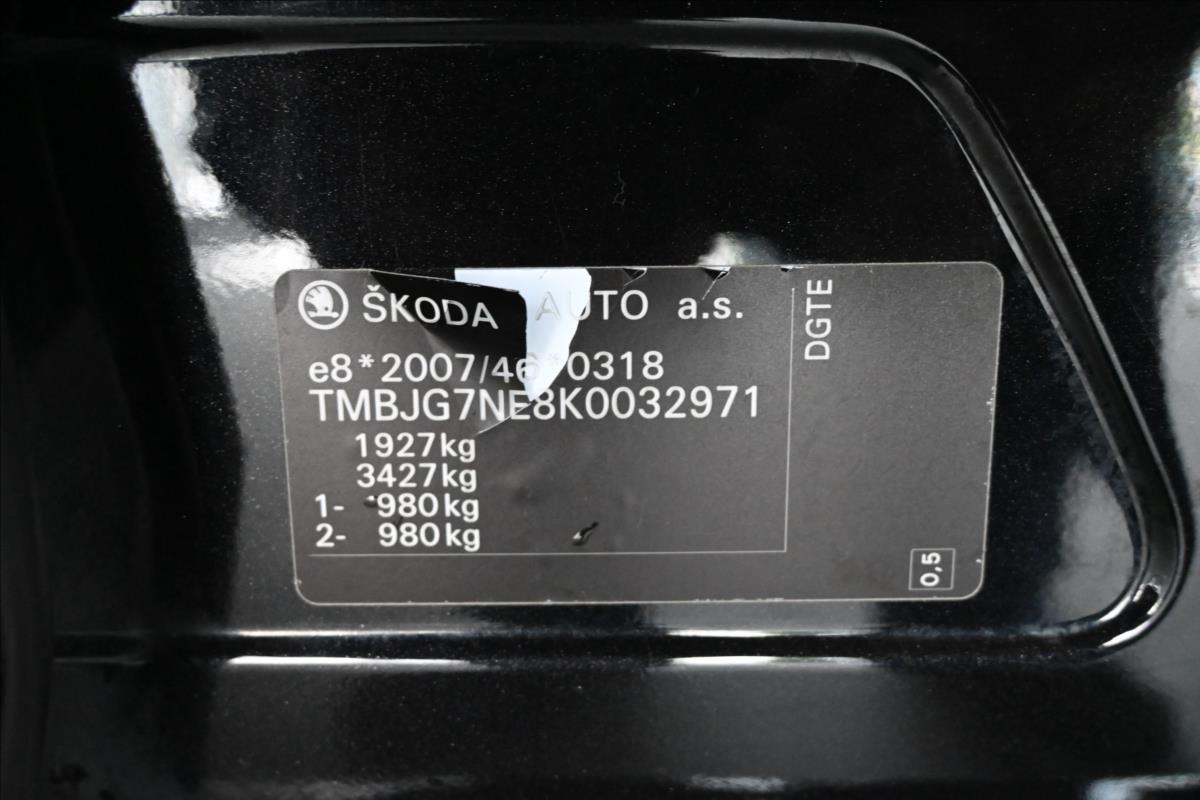 ŠKODA AUTO a.s.
e8*2007/46*0318
TMBJG7NE8K0032971
1927kg
3427kg
1- 980kg
2- 980kg
DGTE
0,5